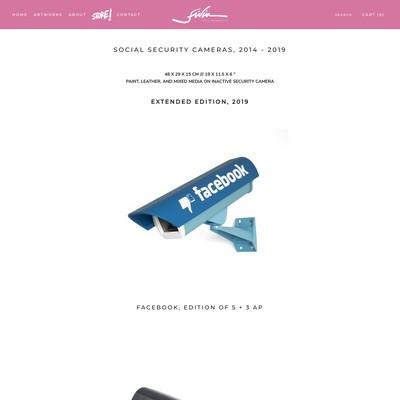 HOME ARTWORKS ABOUT STORE! CONTACT
SEARCH CART (0)
SOCIAL SECURITY CAMERAS, 2014 - 2019
48 X 29 X 15 CM // 19 X 11.5 X 6 "
PAINT, LEATHER, AND MIXED MEDIA ON INACTIVE SECURITY CAMERA
EXTENDED EDITION, 2019
facebook
FACEBOOK, EDITION OF 5 + 3 AP